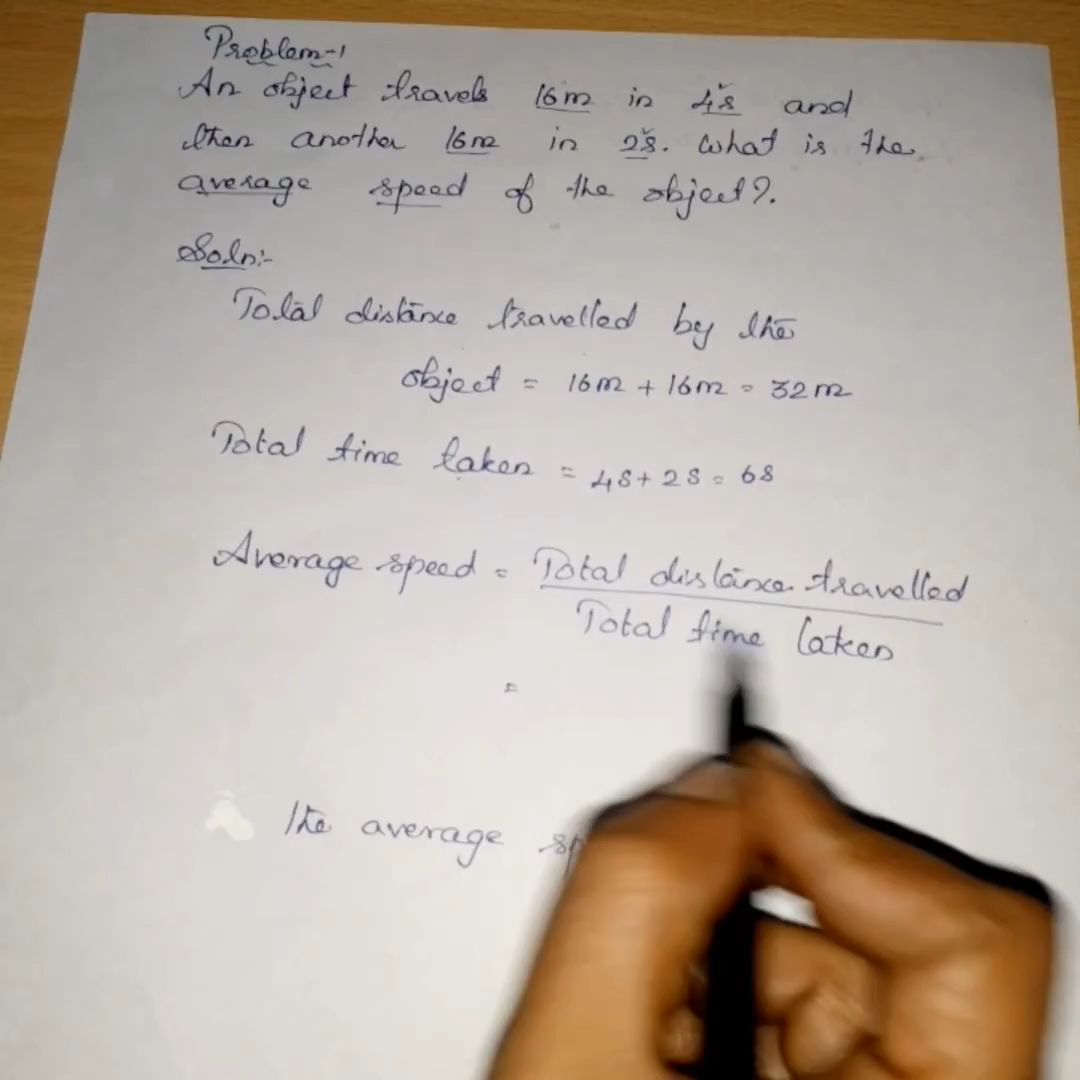 Problem-1
An object travels 16m in 4s and
then another 16m in 2s. What is the
average speed of the object?.
Soln:-
Total distance travelled by the
object = 16m + 16m = 32m
Total time taken = 4s + 2s = 6s
Average speed = Total distance travelled
Total time taken
=
the average